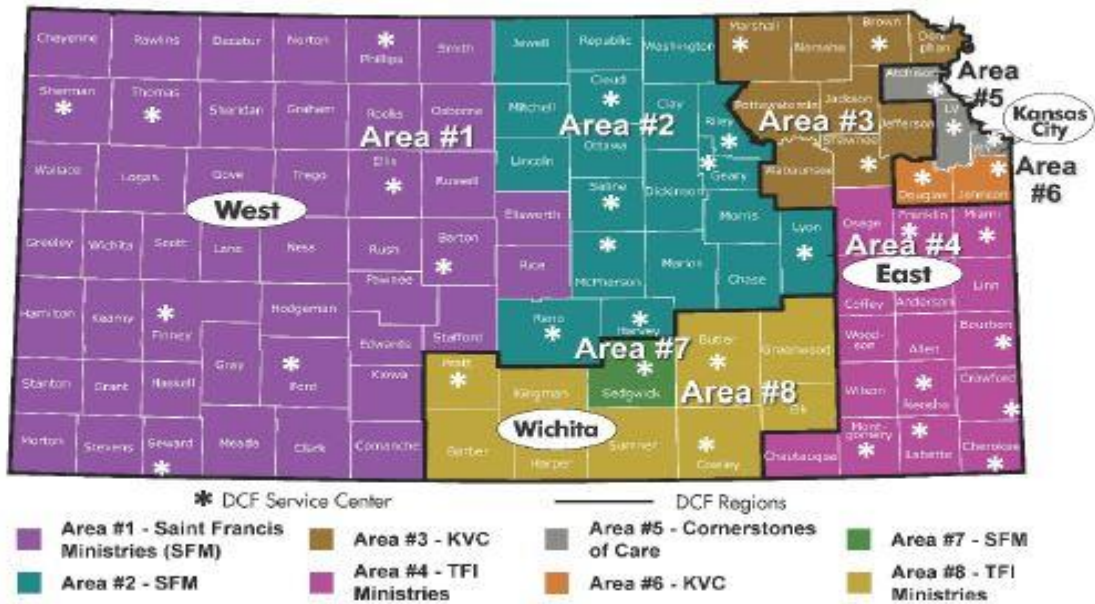 Cheyenne Rawlins Decatur Norton Phillips Smith Jewell Republic Washington Marshall Nemaha Brown Doniphan
Sherman Thomas Sheridan Graham Rooks Osborne Mitchell Cloud Clay Riley Pottawatomie Jackson Atchison
Area #1 Area #2 Area #3 Area #5
Jefferson LV Kansas City
Wallace Logan Gove Trego Ellis Russell Lincoln Ottawa Saline Dickinson Geary Wabaunsee Shawnee Douglas Johnson Area #6
West
Ellsworth Morris Lyon Osage Franklin Miami
Area #4
East
Greeley Wichita Scott Lane Ness Rush Barton Rice McPherson Marion Chase Coffey Anderson Linn
Pawnee
Hamilton Kearny Finney Hodgeman Stafford Reno Harvey Butler Greenwood Woodson Allen Bourbon
Edwards
Area #7
Area #8
Stanton Grant Haskell Gray Ford Kiowa Pratt Kingman Sedgwick Elk Wilson Neosho Crawford
Wichita
Morton Stevens Seward Meade Clark Comanche Barber Harper Sumner Cowley Chautauqua Montgomery Labette Cherokee
* DCF Service Center
DCF Regions
Area #1 - Saint Francis
Ministries (SFM)
Area #2 - SFM
Area #3 - KVC
Area #4 - TFI
Ministries
Area #5 - Cornerstones
of Care
Area #6 - KVC
Area #7 - SFM
Area #8 - TFI
Ministries